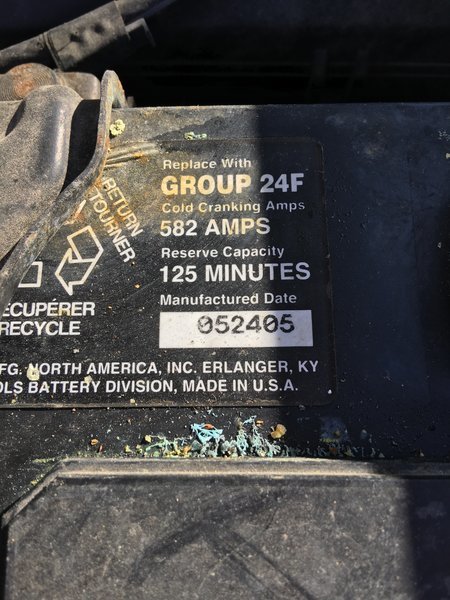 Replace With
GROUP 24F
Cold Cranking Amps
582 AMPS
Reserve Capacity
125 MINUTES
Manufactured Date
052405
RETURN
TOURNER
ECUPÉRER
RECYCLE
FG. NORTH AMERICA, INC. ERLANGER, KY
OLS BATTERY DIVISION, MADE IN U.S.A.